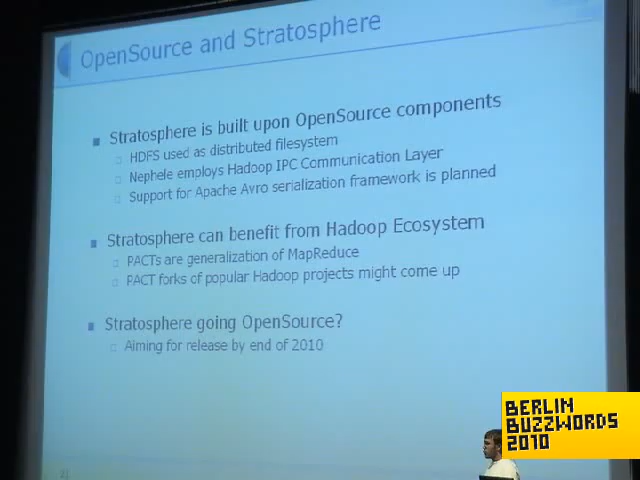 OpenSource and Stratosphere
Stratosphere is built upon OpenSource components
HDFS used as distributed filesystem
Nephele employs Hadoop IPC Communication Layer
Support for Apache Avro serialization framework is planned
Stratosphere can benefit from Hadoop Ecosystem
PACTs are generalization of MapReduce
PACT forks of popular Hadoop projects might come up
Stratosphere going OpenSource?
Aiming for release by end of 2010
BERLIN
BUZZWORDS
2010